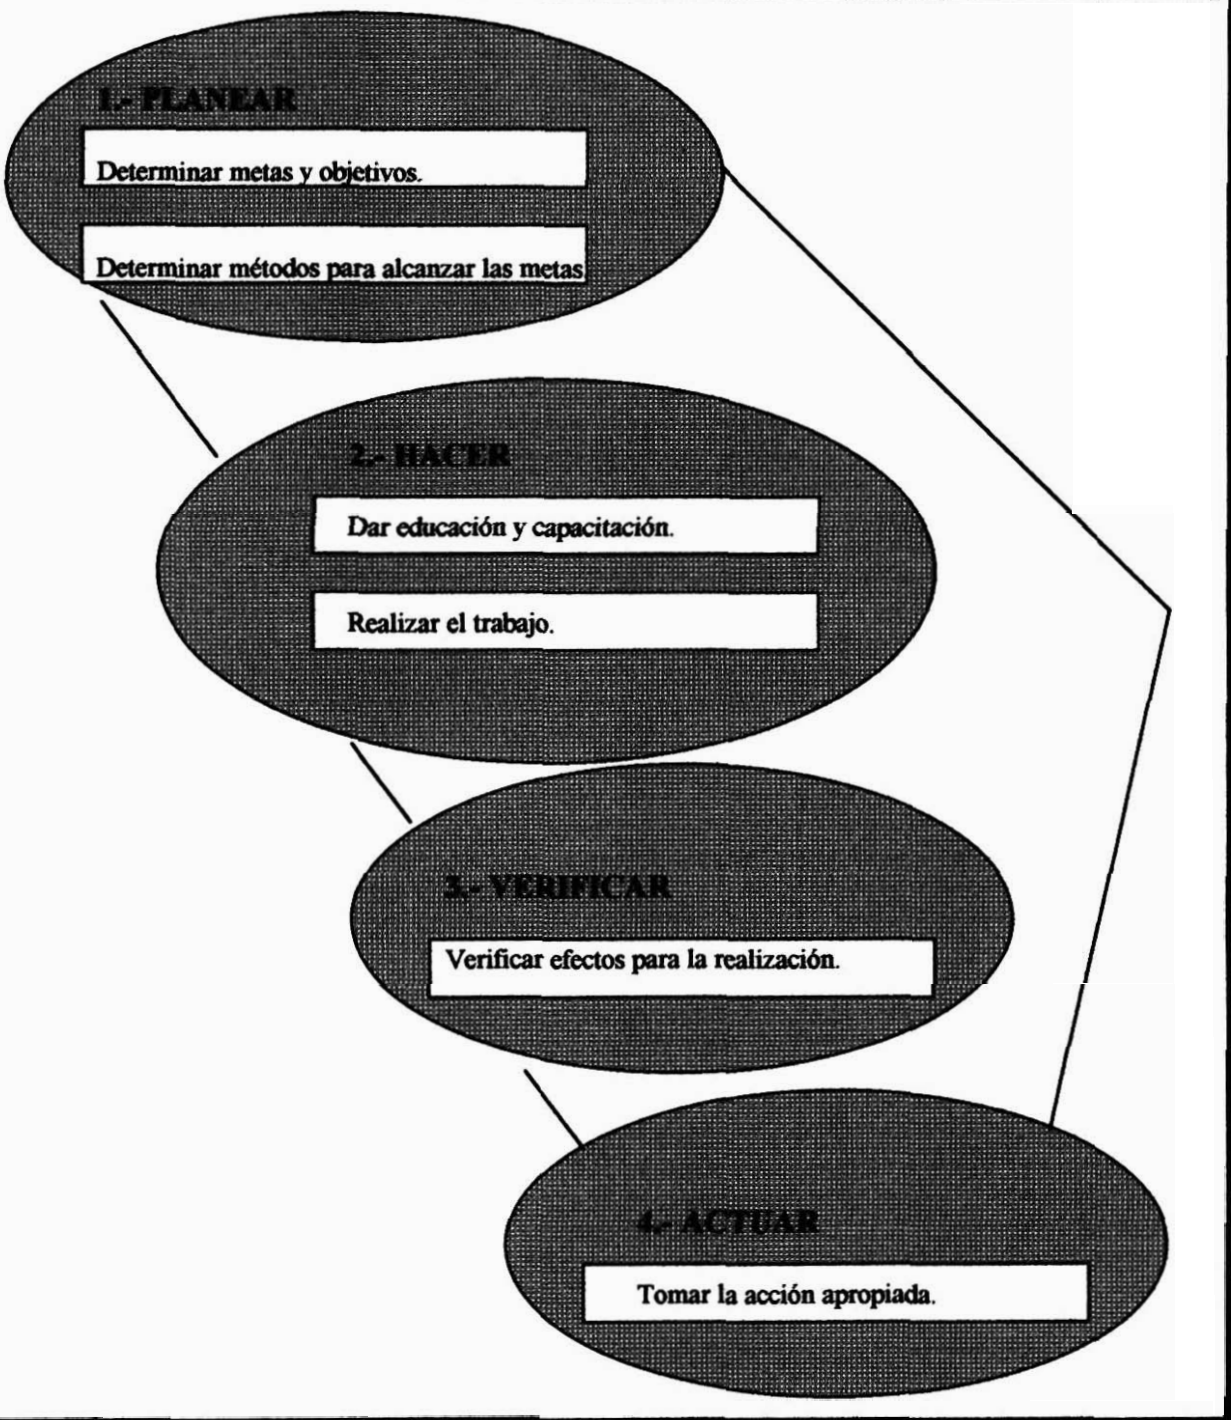 1.- PLANEAR
Determinar metas y objetivos.
Determinar métodos para alcanzar las metas.
2.- HACER
Dar educación y capacitación.
Realizar el trabajo.
3.- VERIFICAR
Verificar efectos para la realización.
4.- ACTUAR
Tomar la acción apropiada.